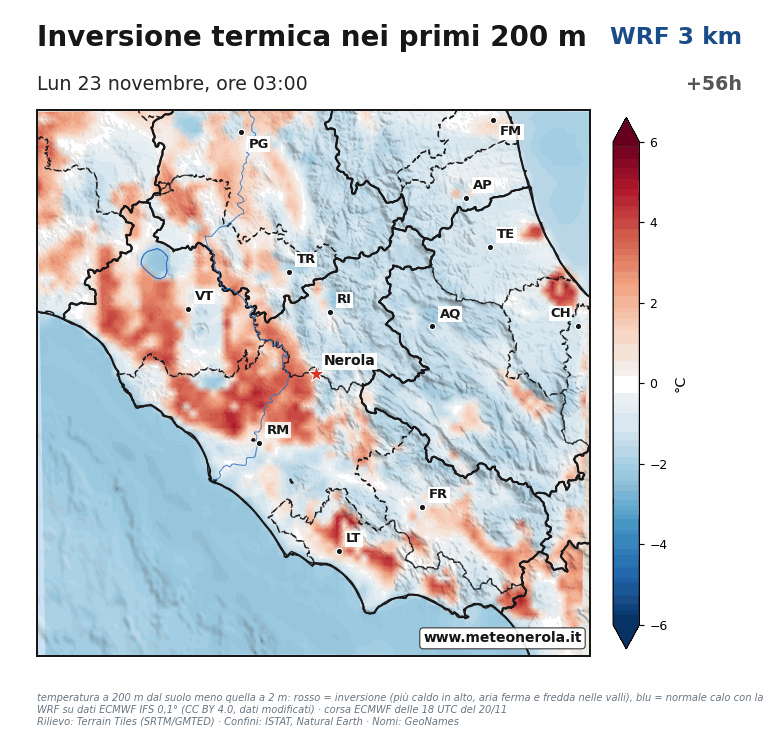 Inversione termica nei primi 200 m WRF 3 km
Lun 23 novembre, ore 03:00 +56h
FM
PG
AP
TE
TR
VT
RI
AQ
CH
Nerola
RM
FR
LT
www.meteonerola.it
6
4
2
0
−2
−4
−6
°C
temperatura a 200 m dal suolo meno quella a 2 m: rosso = inversione (più caldo in alto, aria ferma e fredda nelle valli), blu = normale calo con la
WRF su dati ECMWF IFS 0,1° (CC BY 4.0, dati modificati) · corsa ECMWF delle 18 UTC del 20/11
Rilievo: Terrain Tiles (SRTM/GMTED) · Confini: ISTAT, Natural Earth · Nomi: GeoNames